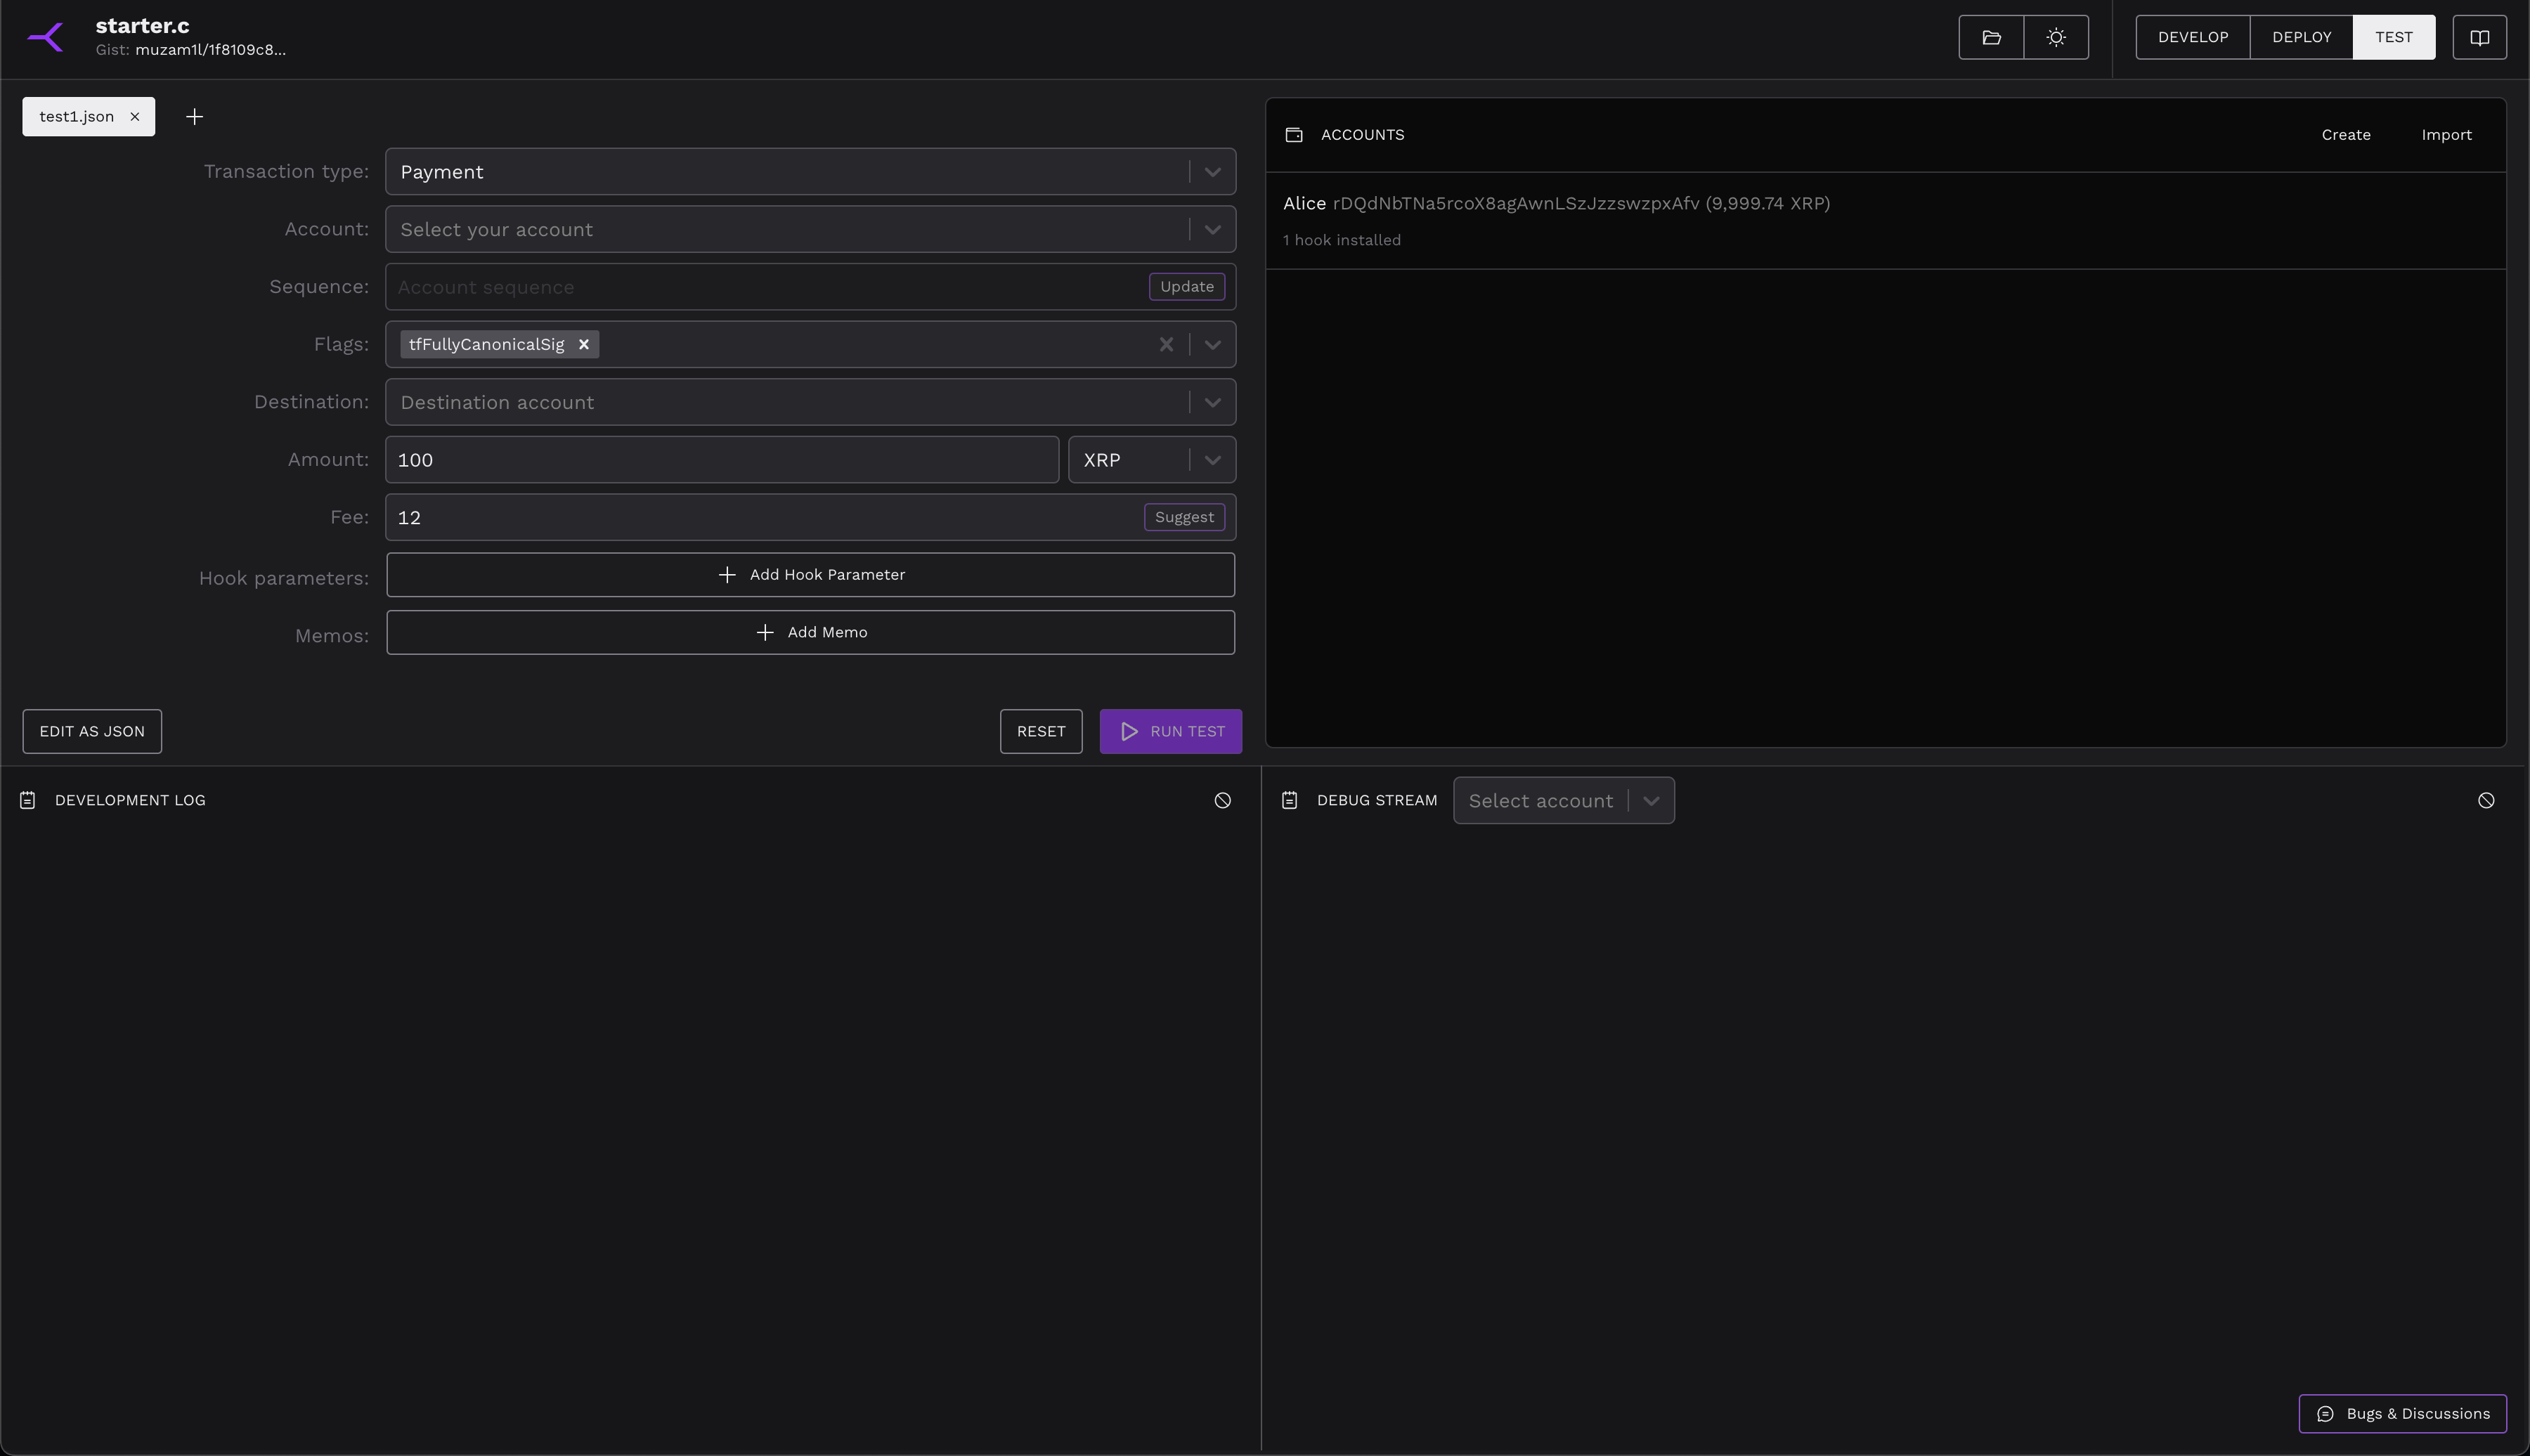 starter.c
Gist: muzam1l/1f8109c8...
DEVELOP
DEPLOY
TEST
test1.json
Transaction type: Payment
Account: Select your account
Sequence: Account sequence Update
Flags: tfFullyCanonicalSig
Destination: Destination account
Amount: 100 XRP
Fee: 12 Suggest
Hook parameters: Add Hook Parameter
Memos: Add Memo
EDIT AS JSON
RESET
RUN TEST
ACCOUNTS
Create
Import
Alice rDQdNbTNa5rcoX8agAwnLSzJzzswzpxAfv (9,999.74 XRP)
1 hook installed
DEVELOPMENT LOG
DEBUG STREAM
Select account
Bugs & Discussions